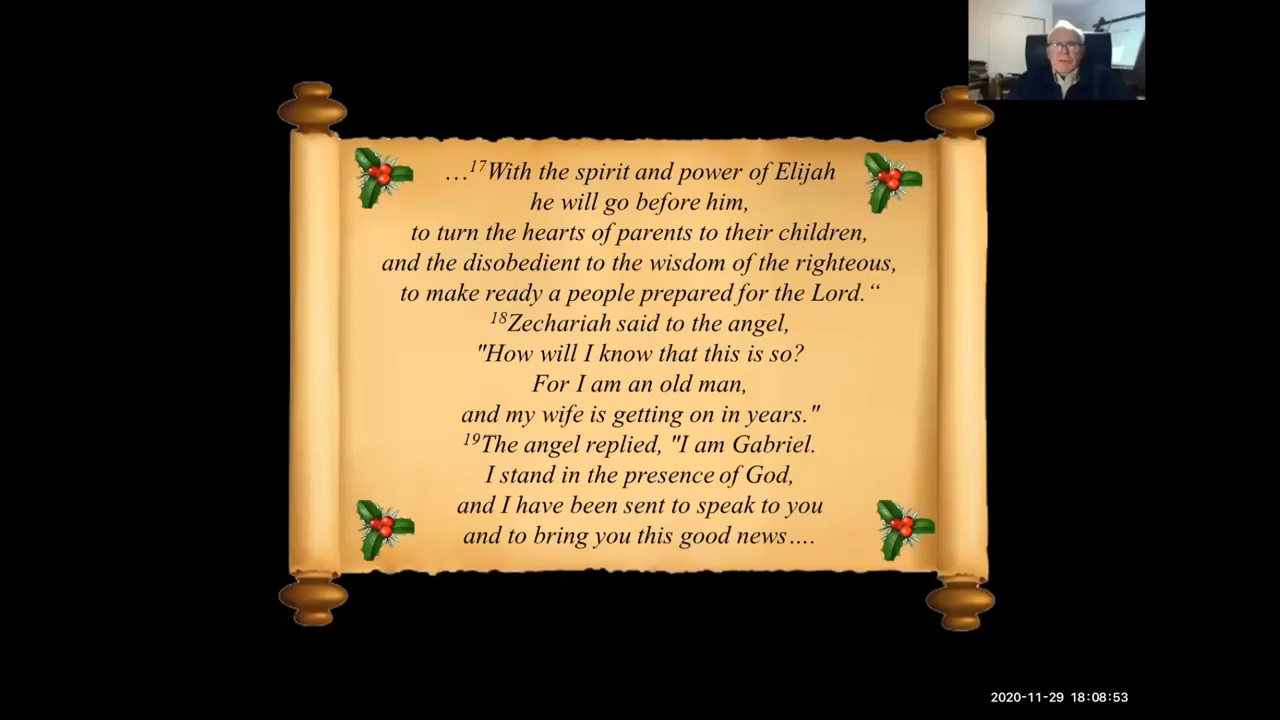 …¹⁷With the spirit and power of Elijah
he will go before him,
to turn the hearts of parents to their children,
and the disobedient to the wisdom of the righteous,
to make ready a people prepared for the Lord.“
¹⁸Zechariah said to the angel,
"How will I know that this is so?
For I am an old man,
and my wife is getting on in years."
¹⁹The angel replied, "I am Gabriel.
I stand in the presence of God,
and I have been sent to speak to you
and to bring you this good news….
2020-11-29 18:08:53